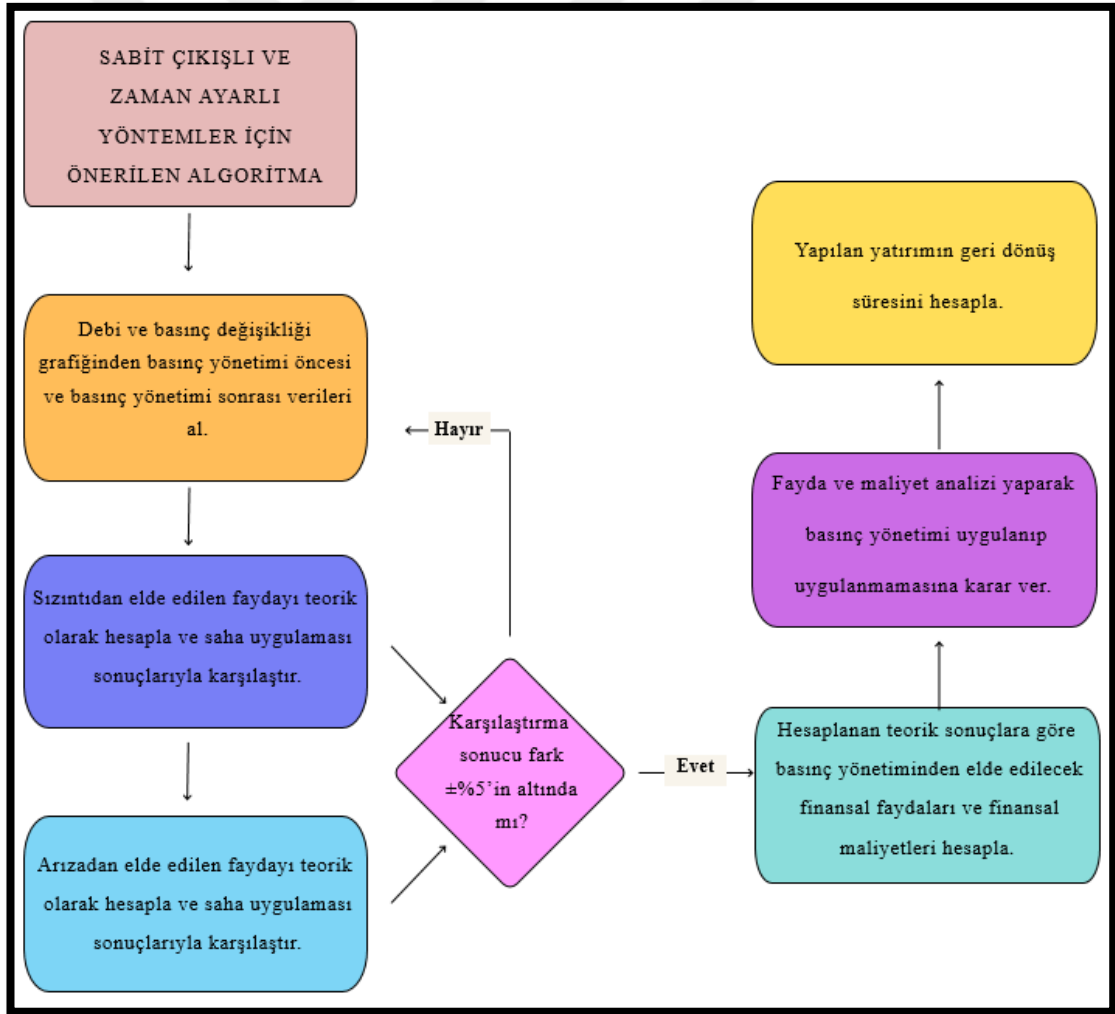 SABİT ÇIKIŞLI VE
ZAMAN AYARLI
YÖNTEMLER İÇİN
ÖNERİLEN ALGORİTMA
Debi ve basınç değişikliği
grafiğinden basınç yönetimi öncesi
ve basınç yönetimi sonrası verileri
al.
Sızıntıdan elde edilen faydayı teorik
olarak hesapla ve saha uygulaması
sonuçlarıyla karşılaştır.
Arızadan elde edilen faydayı teorik
olarak hesapla ve saha uygulaması
sonuçlarıyla karşılaştır.
Hayır
Karşılaştırma
sonucu fark
±%5’in altında
mı?
Evet
Hesaplanan teorik sonuçlara göre
basınç yönetiminden elde edilecek
finansal faydaları ve finansal
maliyetleri hesapla.
Fayda ve maliyet analizi yaparak
basınç yönetimi uygulanıp
uygulanmamasına karar ver.
Yapılan yatırımın geri dönüş
süresini hesapla.